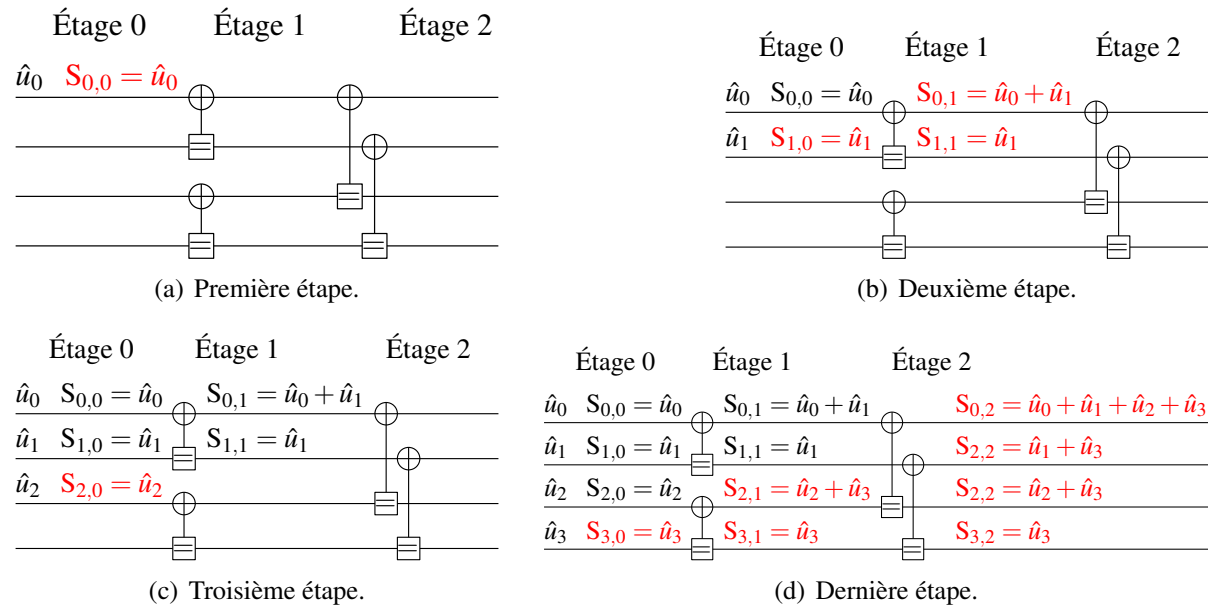 Étage 0 Étage 1 Étage 2
û₀ S₀,₀ = û₀
(a) Première étape.
Étage 0 Étage 1 Étage 2
û₀ S₀,₀ = û₀ S₀,₁ = û₀ + û₁
û₁ S₁,₀ = û₁ S₁,₁ = û₁
(b) Deuxième étape.
Étage 0 Étage 1 Étage 2
û₀ S₀,₀ = û₀ S₀,₁ = û₀ + û₁
û₁ S₁,₀ = û₁ S₁,₁ = û₁
û₂ S₂,₀ = û₂
(c) Troisième étape.
Étage 0 Étage 1 Étage 2
û₀ S₀,₀ = û₀ S₀,₁ = û₀ + û₁ S₀,₂ = û₀ + û₁ + û₂ + û₃
û₁ S₁,₀ = û₁ S₁,₁ = û₁ S₂,₂ = û₁ + û₃
û₂ S₂,₀ = û₂ S₂,₁ = û₂ + û₃ S₂,₂ = û₂ + û₃
û₃ S₃,₀ = û₃ S₃,₁ = û₃ S₃,₂ = û₃
(d) Dernière étape.